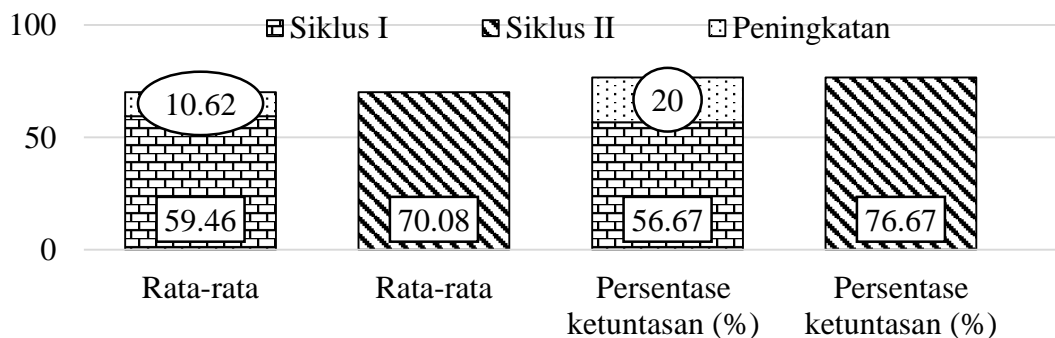 100
Siklus I Siklus II Peningkatan
10.62
20
50
59.46
70.08
56.67
76.67
0
Rata-rata
Rata-rata
Persentase
ketuntasan (%)
Persentase
ketuntasan (%)